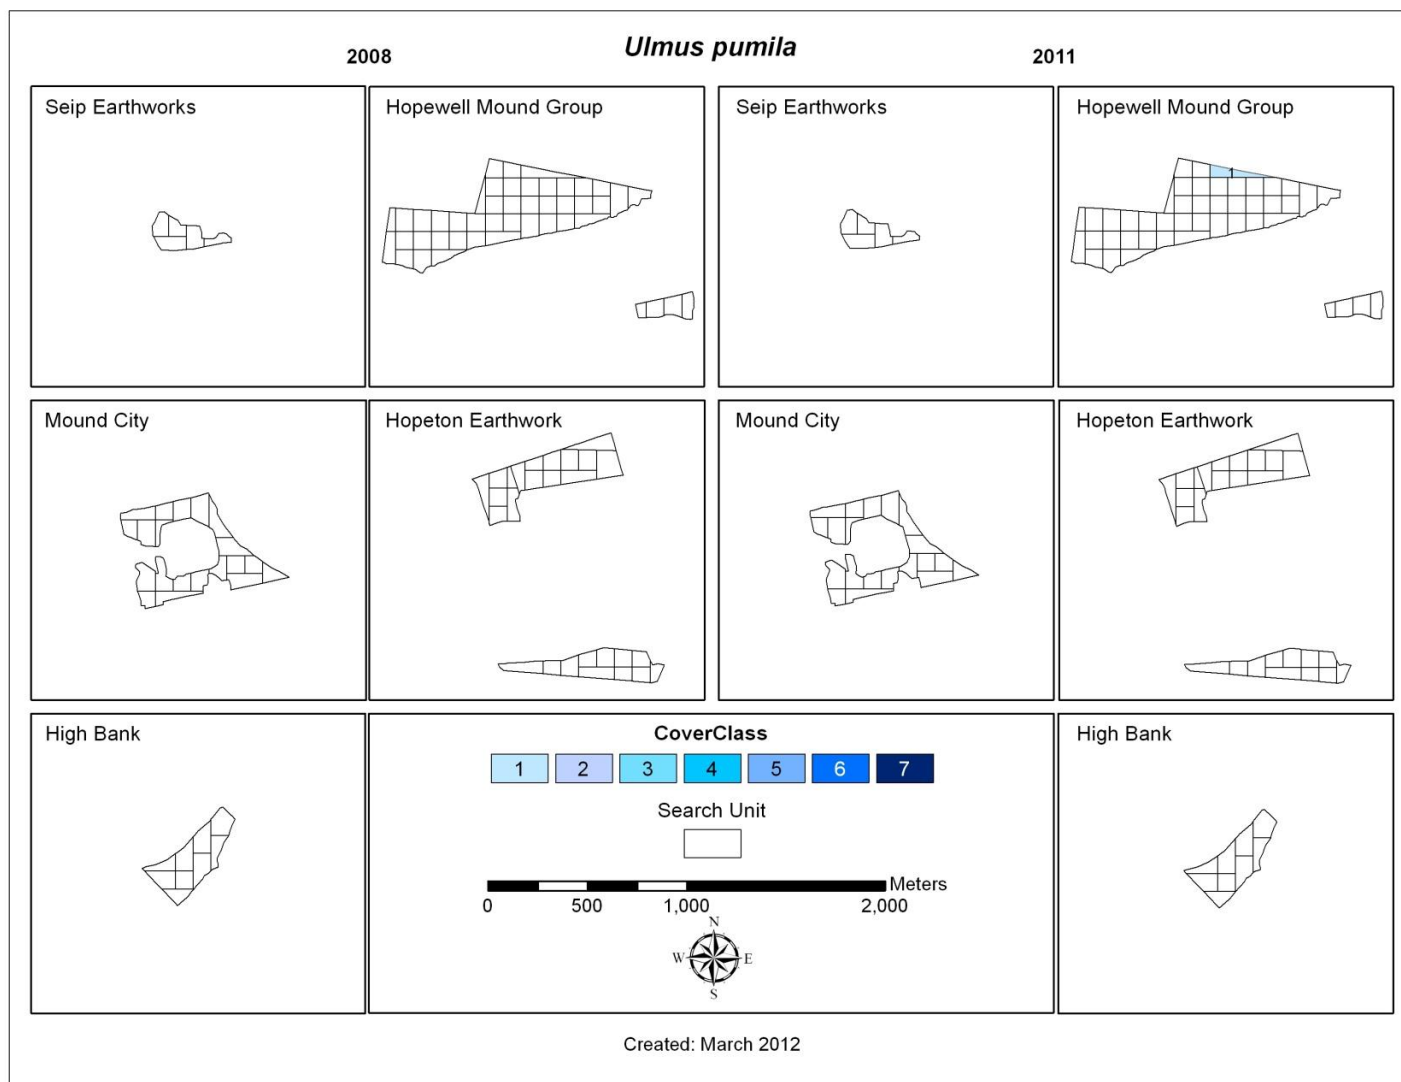 Ulmus pumila
2008
2011
Seip Earthworks
Hopewell Mound Group
Seip Earthworks
Hopewell Mound Group
1
Mound City
Hopeton Earthwork
Mound City
Hopeton Earthwork
High Bank
CoverClass
1 2 3 4 5 6 7
Search Unit
Meters
0 500 1,000 2,000
N
W E
S
High Bank
Created: March 2012